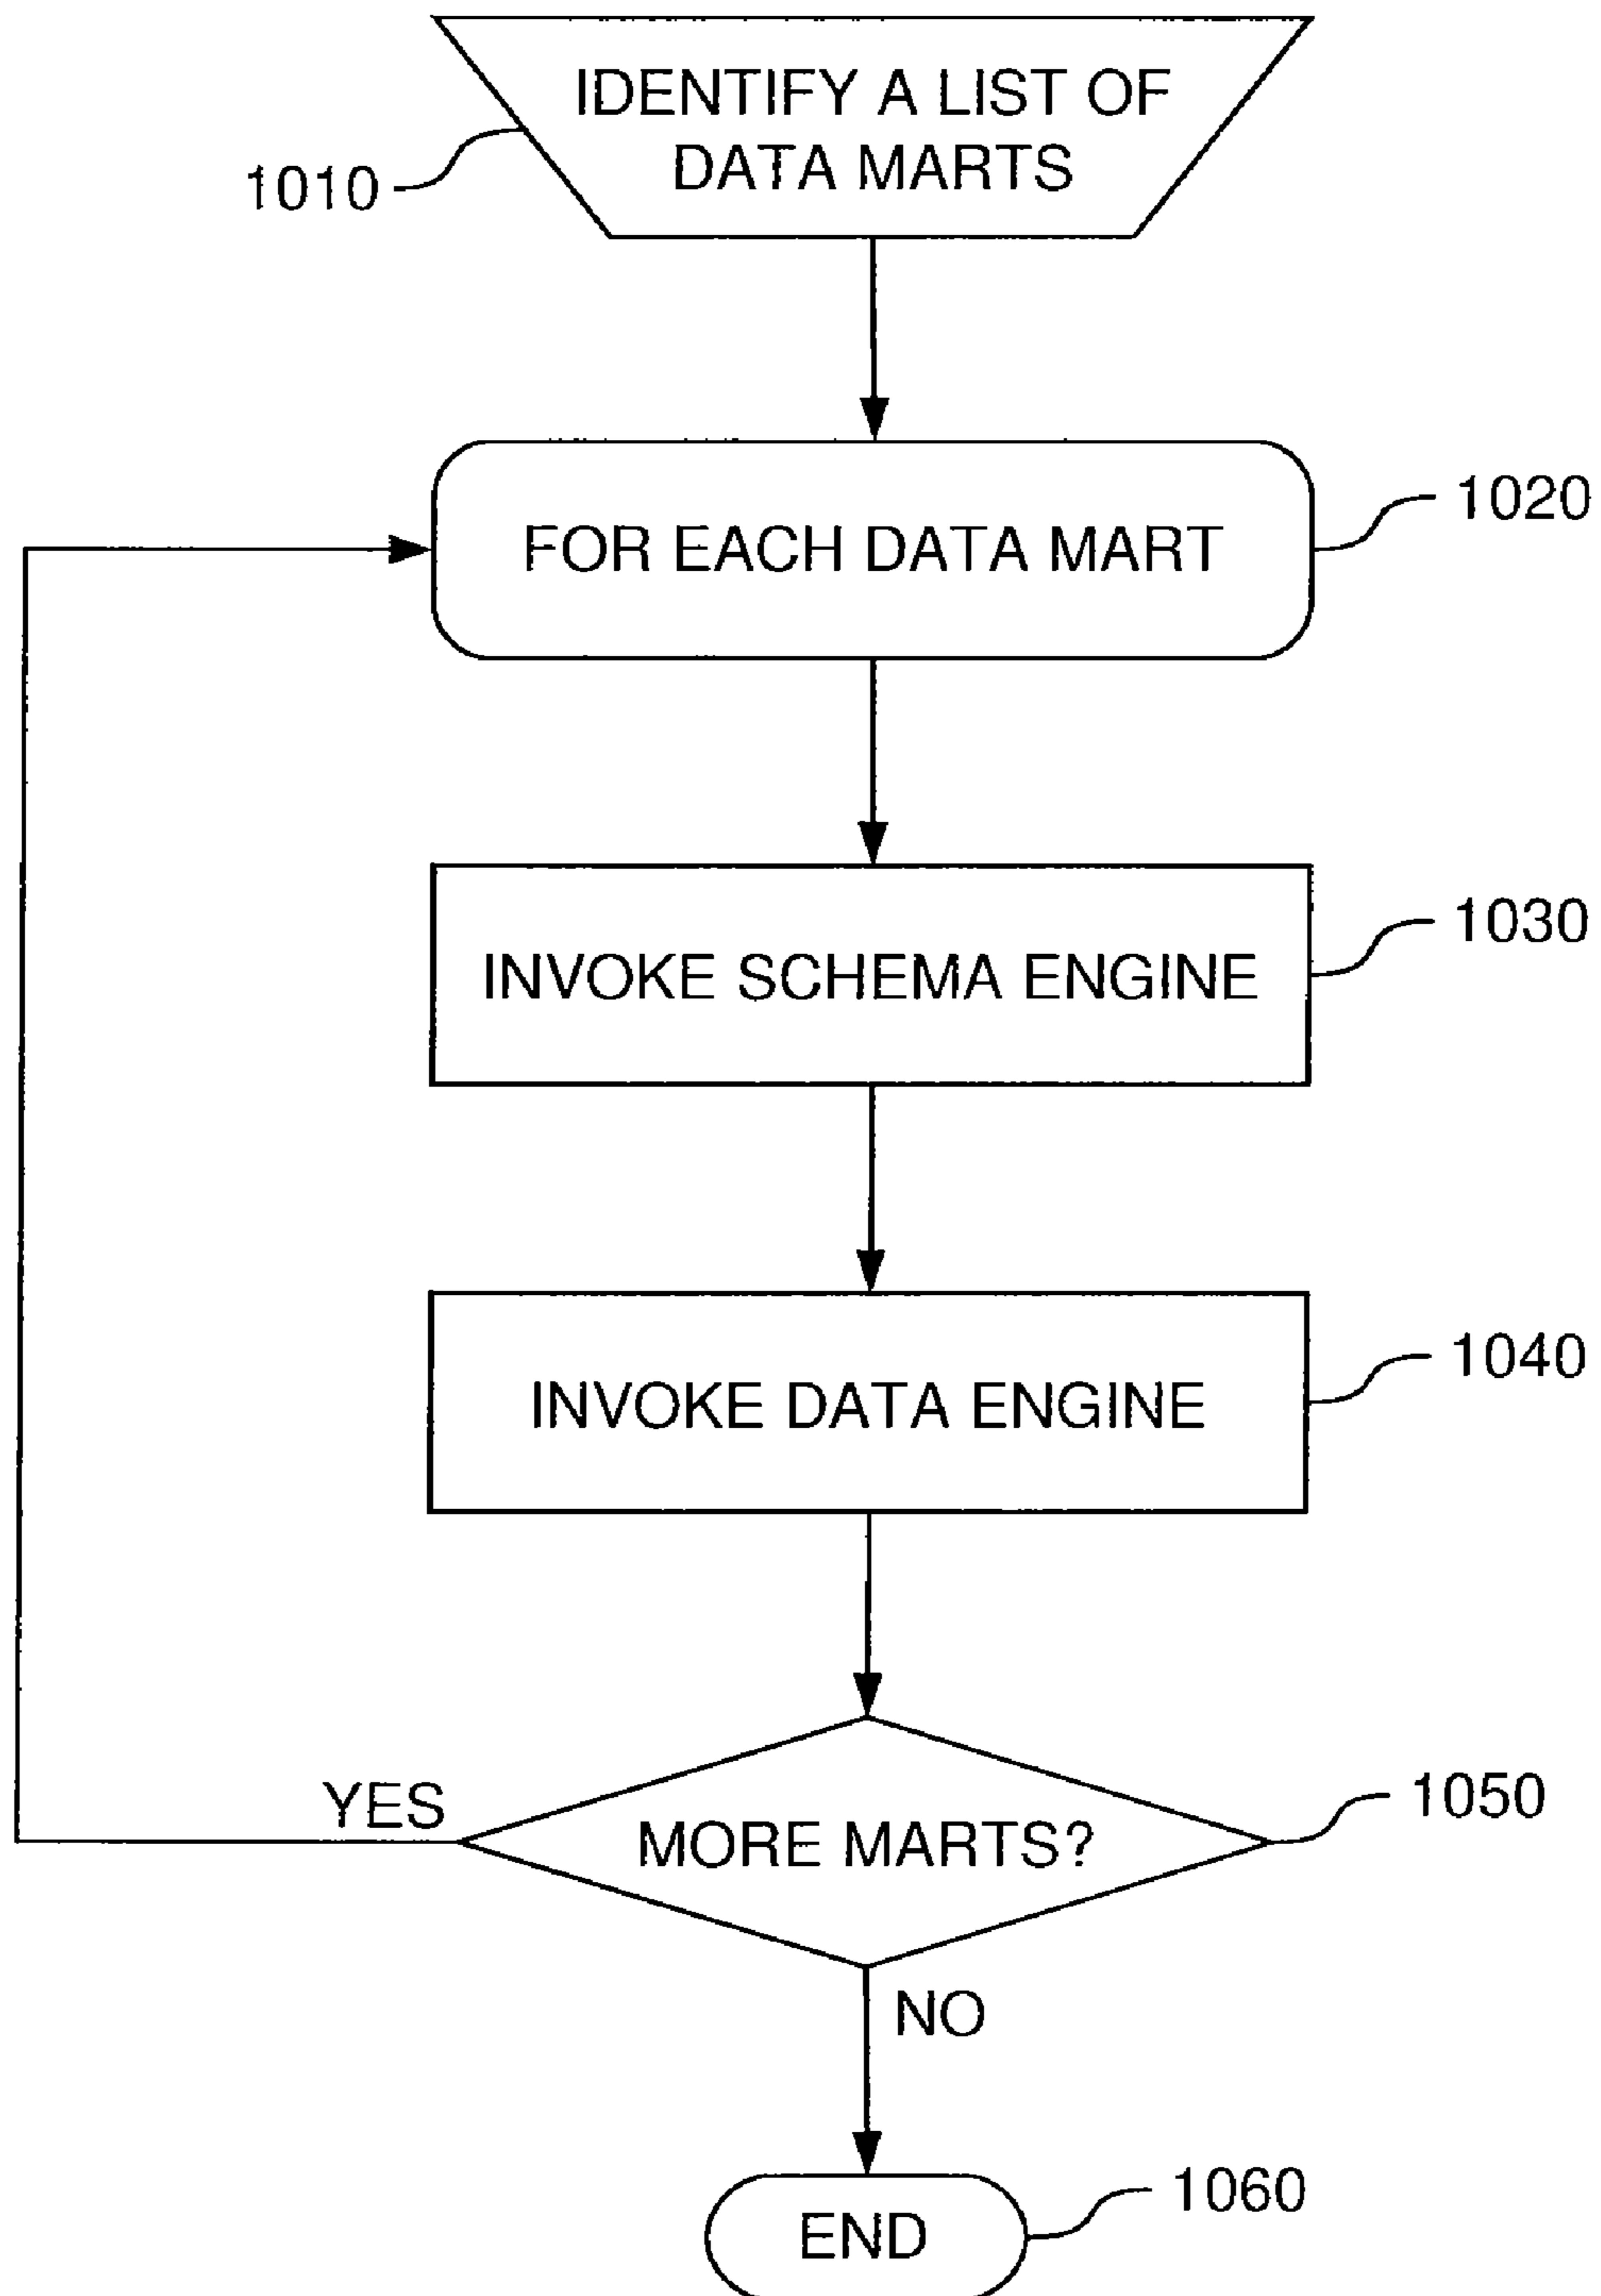 IDENTIFY A LIST OF
DATA MARTS
1010
FOR EACH DATA MART
1020
INVOKE SCHEMA ENGINE
1030
INVOKE DATA ENGINE
1040
YES
MORE MARTS?
1050
NO
END
1060